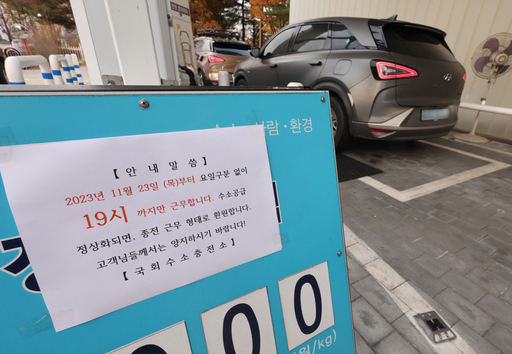 람·환경
【 안 내 말 씀 】
2023년 11월 23일 (목)부터 요일구분 없이
19시 까지만 근무합니다. 수소공급
정상화되면, 종전 근무 형태로 환원합니다.
고객님들께서는 양지하시기 바랍니다!
【 국 회 수 소 충 전 소 】
00
원/kg